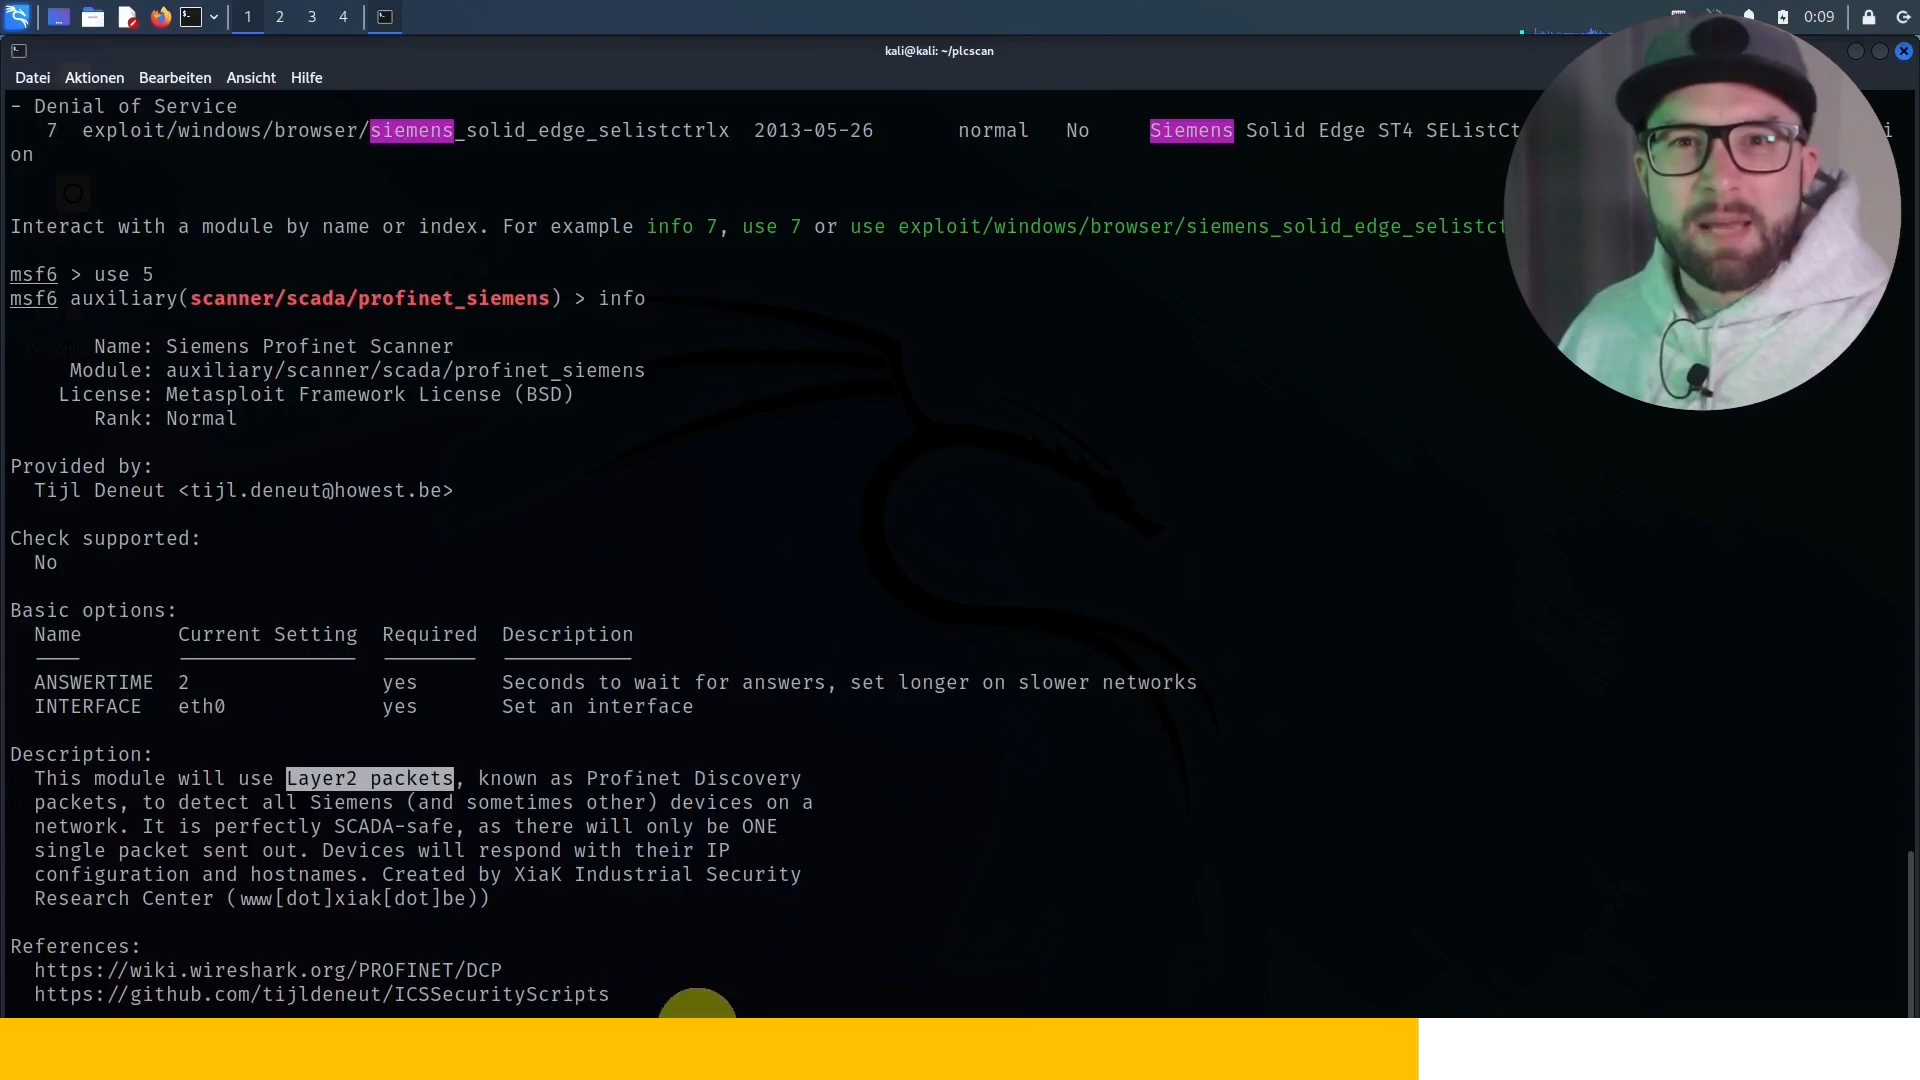 1 2 3 4 0:09
kali@kali: ~/plcscan
Datei Aktionen Bearbeiten Ansicht Hilfe
- Denial of Service
7 exploit/windows/browser/siemens_solid_edge_selistctrlx 2013-05-26 normal No Siemens Solid Edge ST4 SEListCt i
on
Interact with a module by name or index. For example info 7, use 7 or use exploit/windows/browser/siemens_solid_edge_selistct
msf6 > use 5
msf6 auxiliary(scanner/scada/profinet_siemens) > info
Name: Siemens Profinet Scanner
Module: auxiliary/scanner/scada/profinet_siemens
License: Metasploit Framework License (BSD)
Rank: Normal
Provided by:
Tijl Deneut <tijl.deneut@howest.be>
Check supported:
No
Basic options:
Name Current Setting Required Description
ANSWERTIME 2 yes Seconds to wait for answers, set longer on slower networks
INTERFACE eth0 yes Set an interface
Description:
This module will use Layer2 packets, known as Profinet Discovery
packets, to detect all Siemens (and sometimes other) devices on a
network. It is perfectly SCADA-safe, as there will only be ONE
single packet sent out. Devices will respond with their IP
configuration and hostnames. Created by XiaK Industrial Security
Research Center (www[dot]xiak[dot]be))
References:
https://wiki.wireshark.org/PROFINET/DCP
https://github.com/tijldeneut/ICSSecurityScripts